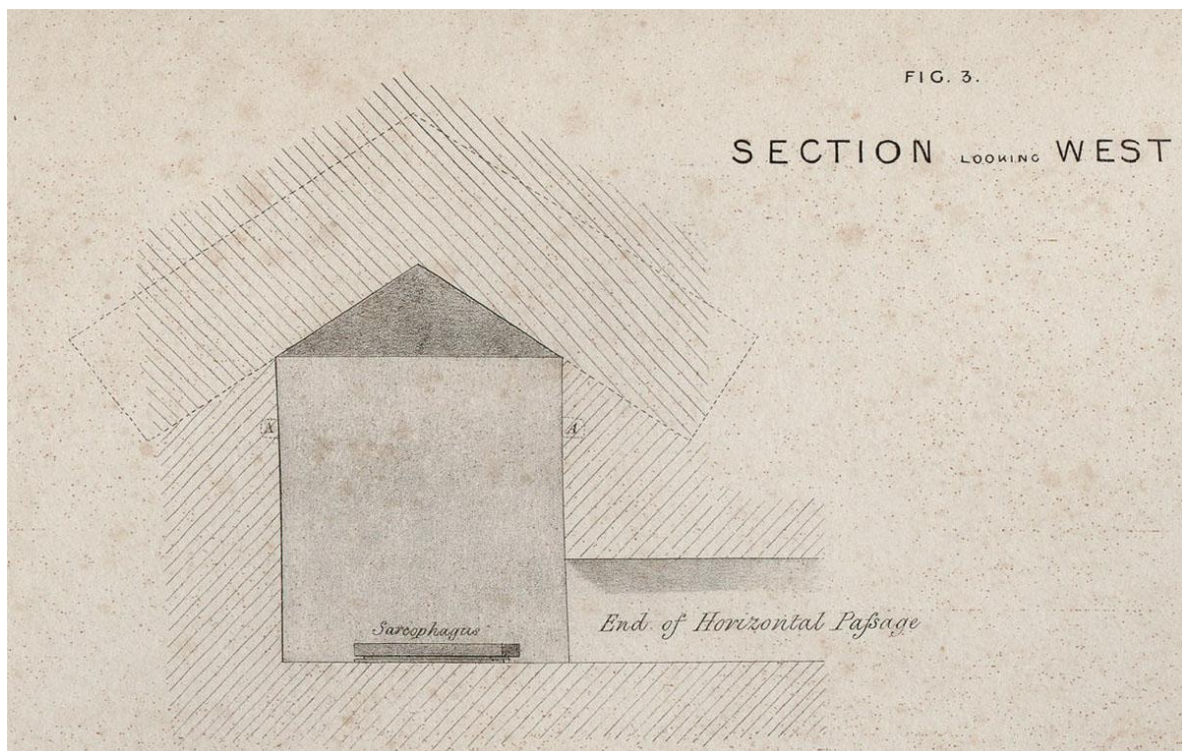 FIG. 3.
SECTION LOOKING WEST
A
A
Sarcophagus
End of Horizontal Paſsage